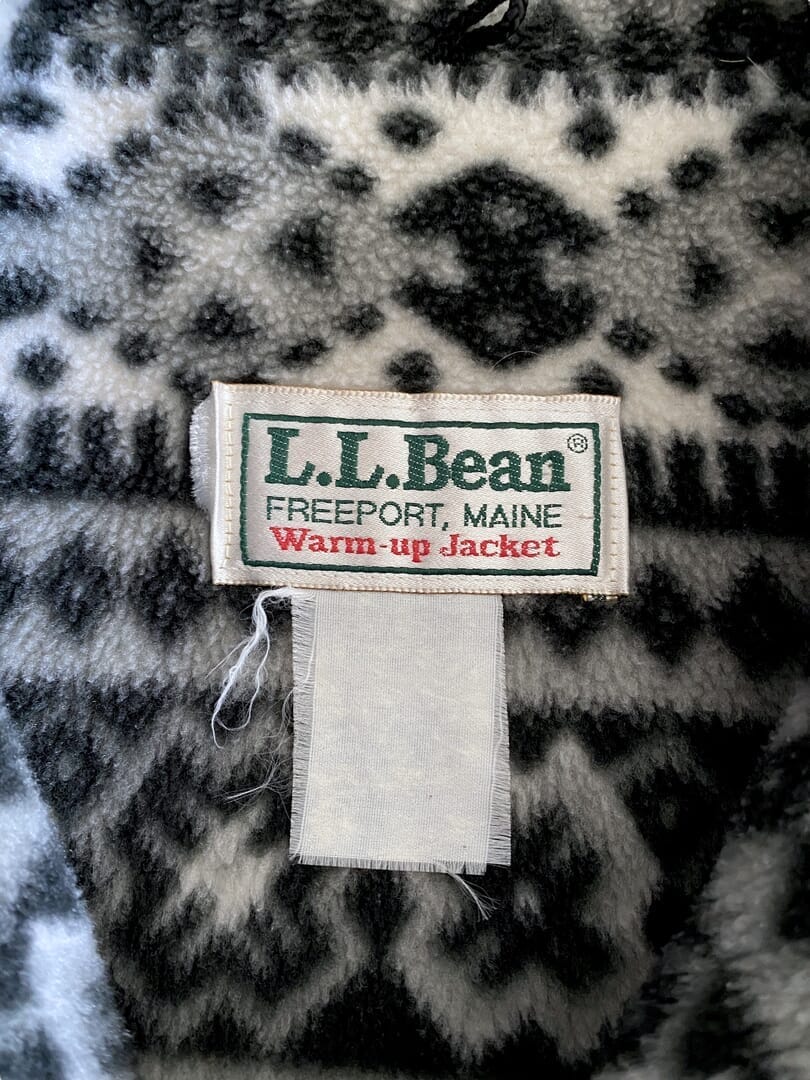 L.L.Bean®
FREEPORT, MAINE
Warm-up Jacket